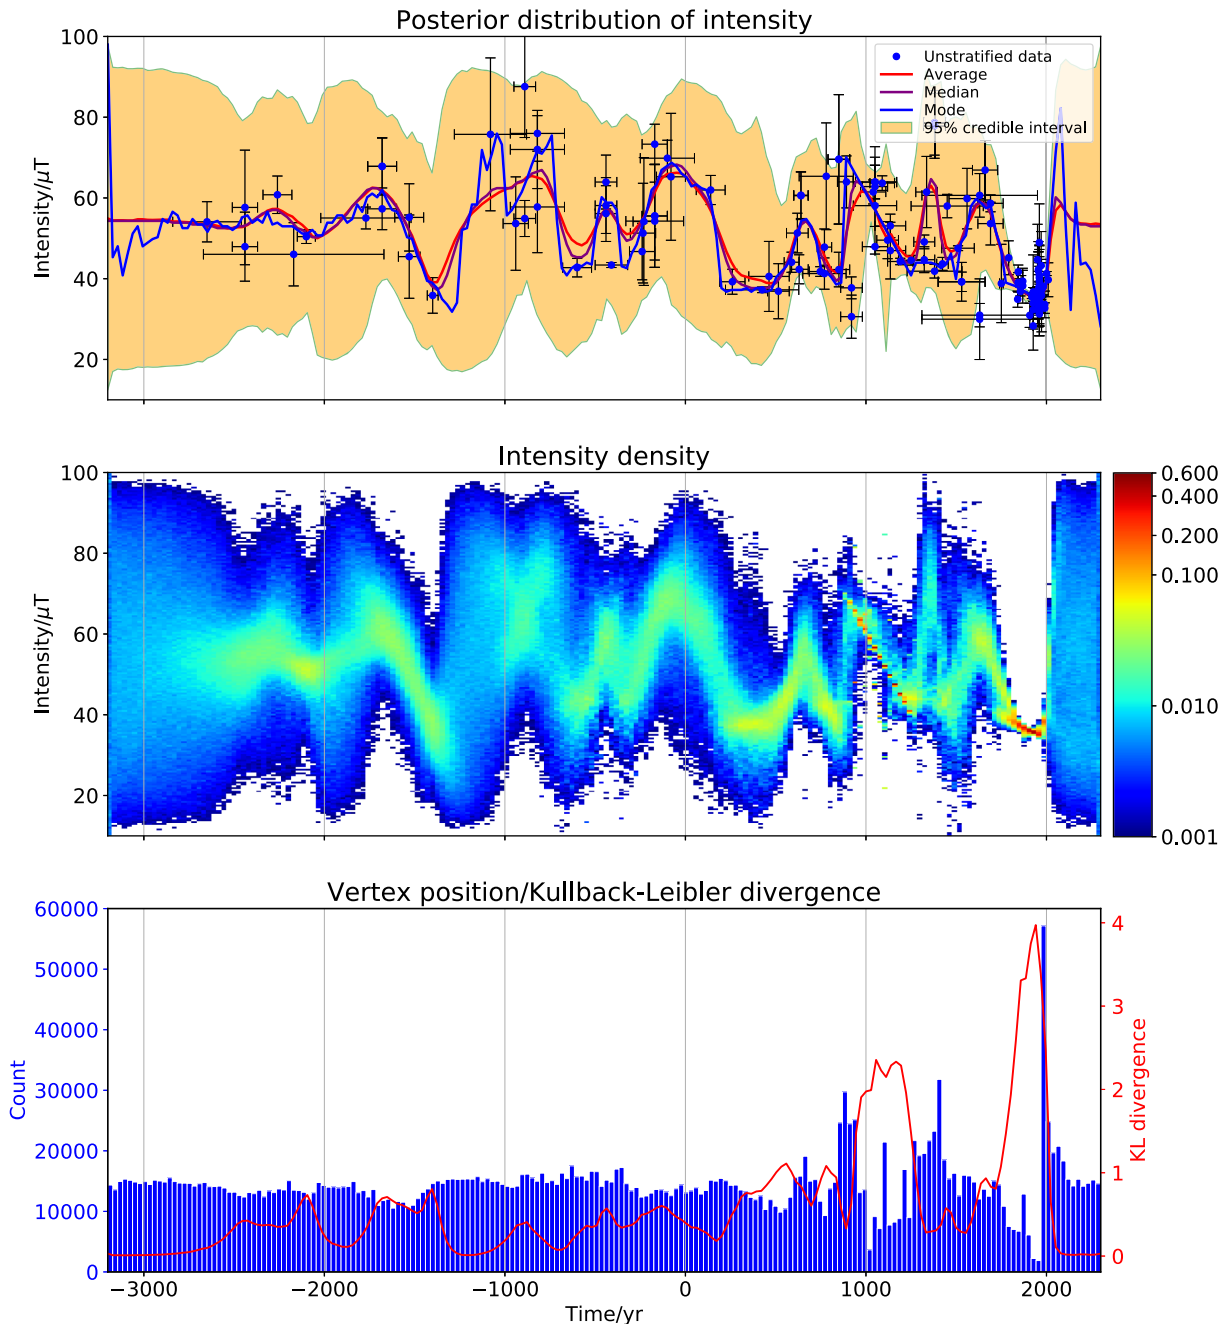 Posterior distribution of intensity
100
80
60
40
20
Intensity/μT
Unstratified data
Average
Median
Mode
95% credible interval
Intensity density
100
80
60
40
20
Intensity/μT
0.600
0.400
0.200
0.100
0.010
0.001
Vertex position/Kullback-Leibler divergence
60000
50000
40000
30000
20000
10000
0
Count
4
3
2
1
0
KL divergence
−3000 −2000 −1000 0 1000 2000
Time/yr